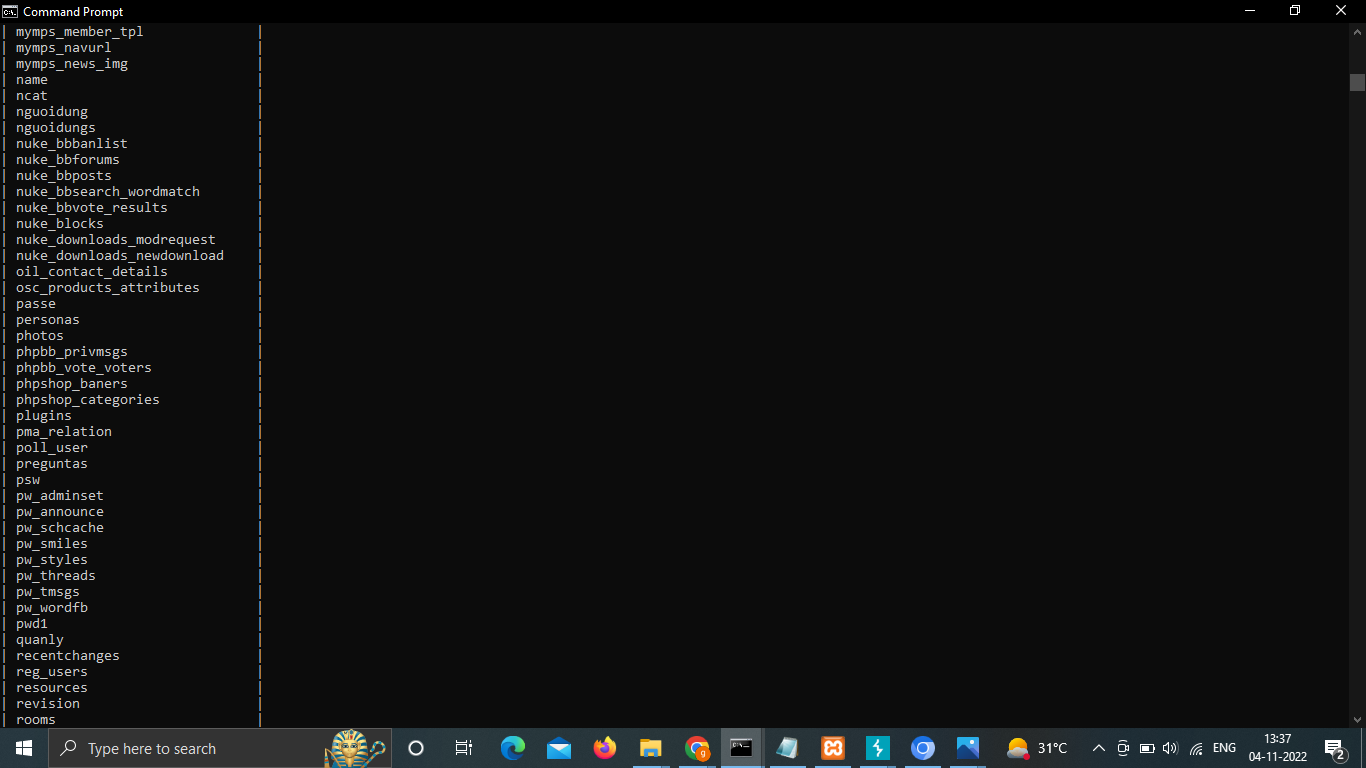 Command Prompt
| mymps_member_tpl |
| mymps_navurl |
| mymps_news_img |
| name |
| ncat |
| nguoidung |
| nguoidungs |
| nuke_bbbanlist |
| nuke_bbforums |
| nuke_bbposts |
| nuke_bbsearch_wordmatch |
| nuke_bbvote_results |
| nuke_blocks |
| nuke_downloads_modrequest |
| nuke_downloads_newdownload |
| oil_contact_details |
| osc_products_attributes |
| passe |
| personas |
| photos |
| phpbb_privmsgs |
| phpbb_vote_voters |
| phpshop_baners |
| phpshop_categories |
| plugins |
| pma_relation |
| poll_user |
| preguntas |
| psw |
| pw_adminset |
| pw_announce |
| pw_schcache |
| pw_smiles |
| pw_styles |
| pw_threads |
| pw_tmsgs |
| pw_wordfb |
| pwd1 |
| quanly |
| recentchanges |
| reg_users |
| resources |
| revision |
| rooms |
Type here to search
31°C
ENG
13:37
04-11-2022
2